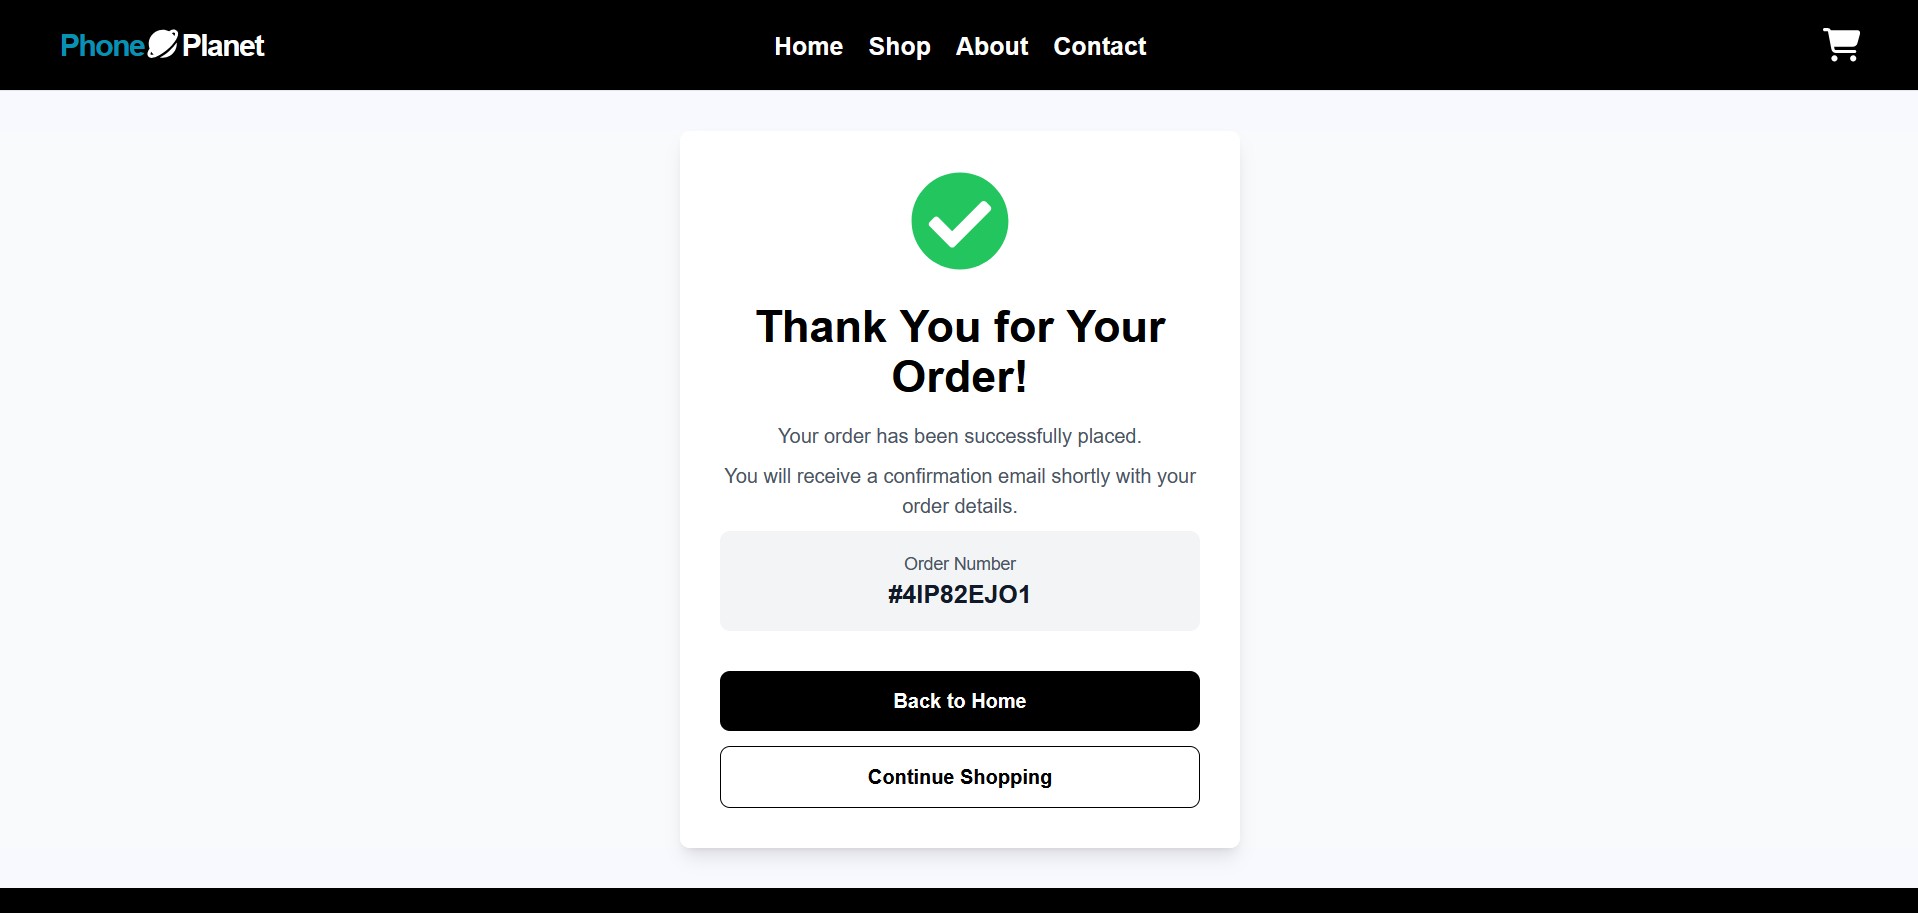 Phone Planet
Home Shop About Contact
Thank You for Your
Order!
Your order has been successfully placed.
You will receive a confirmation email shortly with your
order details.
Order Number
#4IP82EJO1
Back to Home
Continue Shopping